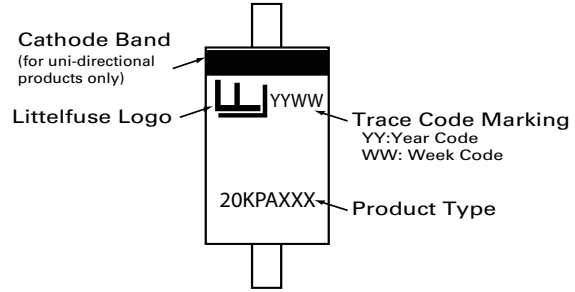 Cathode Band
(for uni-directional
products only)
Littelfuse Logo
YYWW
Trace Code Marking
YY:Year Code
WW: Week Code
20KPAXXX
Product Type